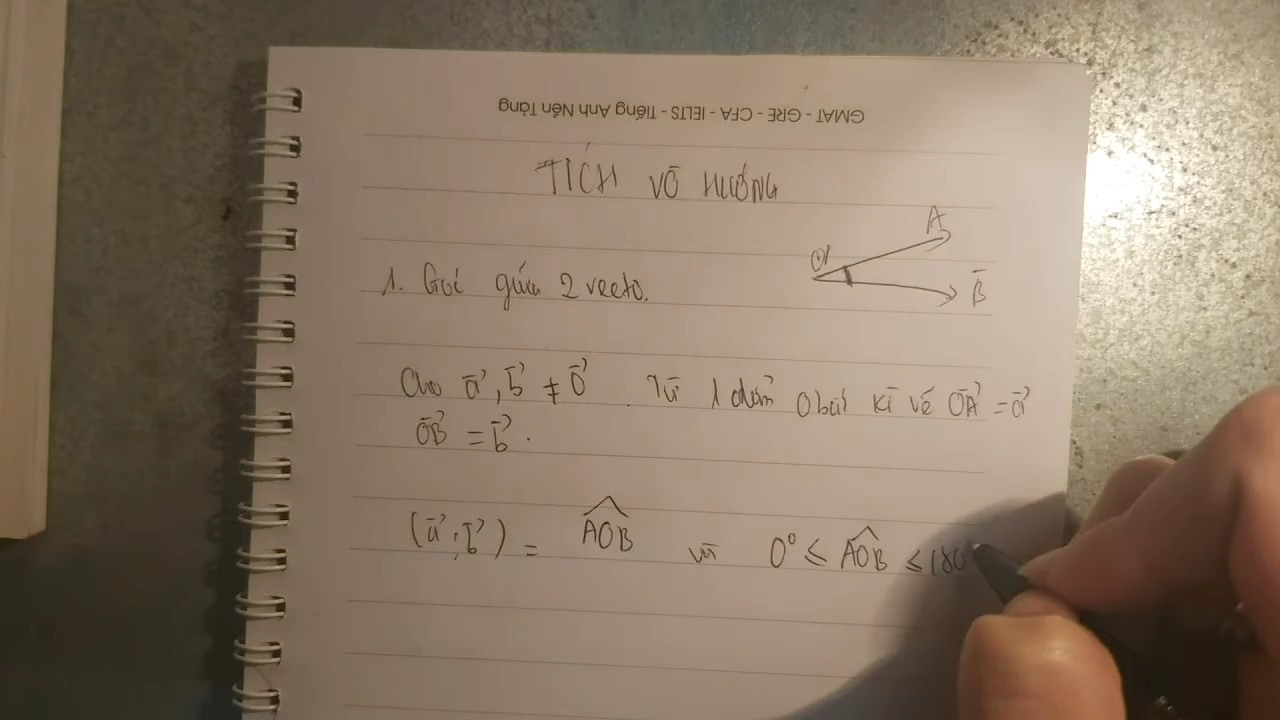 GMAT - GRE - CFA - IELTS - Tiếng Anh Nền Tảng
TÍCH VÔ HƯỚNG
A
O
B
1. Góc giữa 2 vecto.
Cho a⃗, b⃗ ≠ 0⃗. Từ 1 điểm O bất kì vẽ OA⃗ = a⃗
OB⃗ = b⃗.
(a⃗; b⃗) = AOB và 0° ≤ AOB ≤ 180